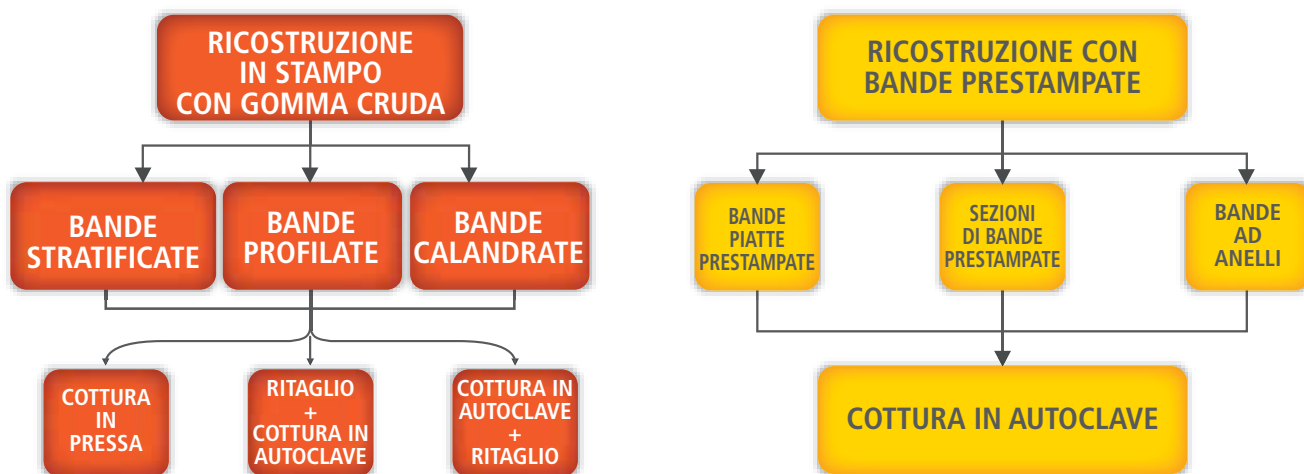 RICOSTRUZIONE
IN STAMPO
CON GOMMA CRUDA
BANDE
STRATIFICATE
BANDE
PROFILATE
BANDE
CALANDRATE
COTTURA
IN
PRESSA
RITAGLIO
+
COTTURA IN
AUTOCLAVE
COTTURA IN
AUTOCLAVE
+
RITAGLIO
RICOSTRUZIONE CON
BANDE PRESTAMPATE
BANDE
PIATTE
PRESTAMPATE
SEZIONI
DI BANDE
PRESTAMPATE
BANDE
AD
ANELLI
COTTURA IN AUTOCLAVE